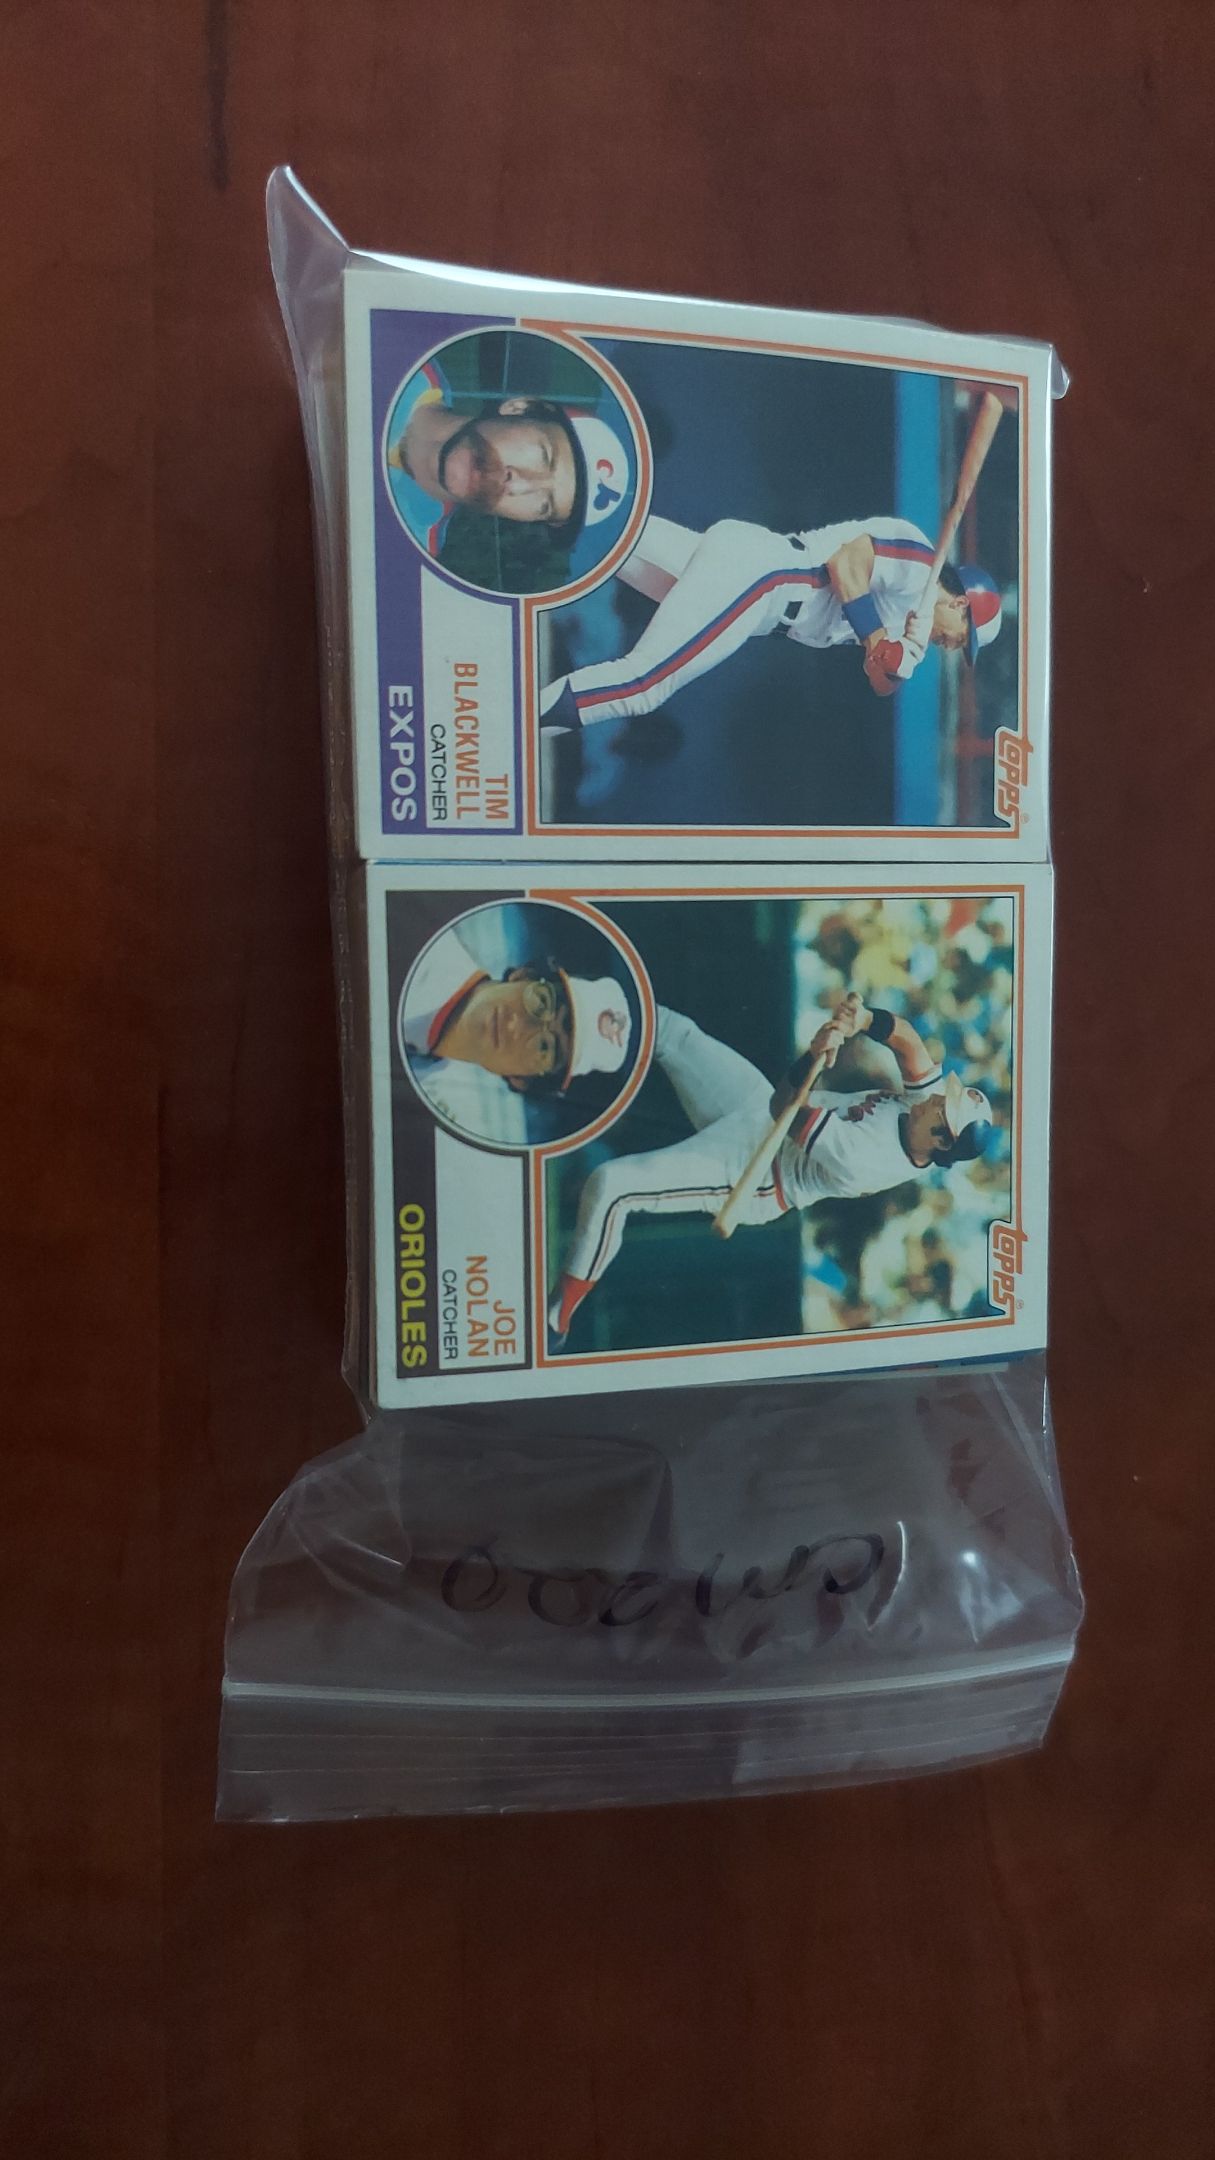 Topps
TIM
BLACKWELL
CATCHER
EXPOS
Topps
JOE
NOLAN
CATCHER
ORIOLES